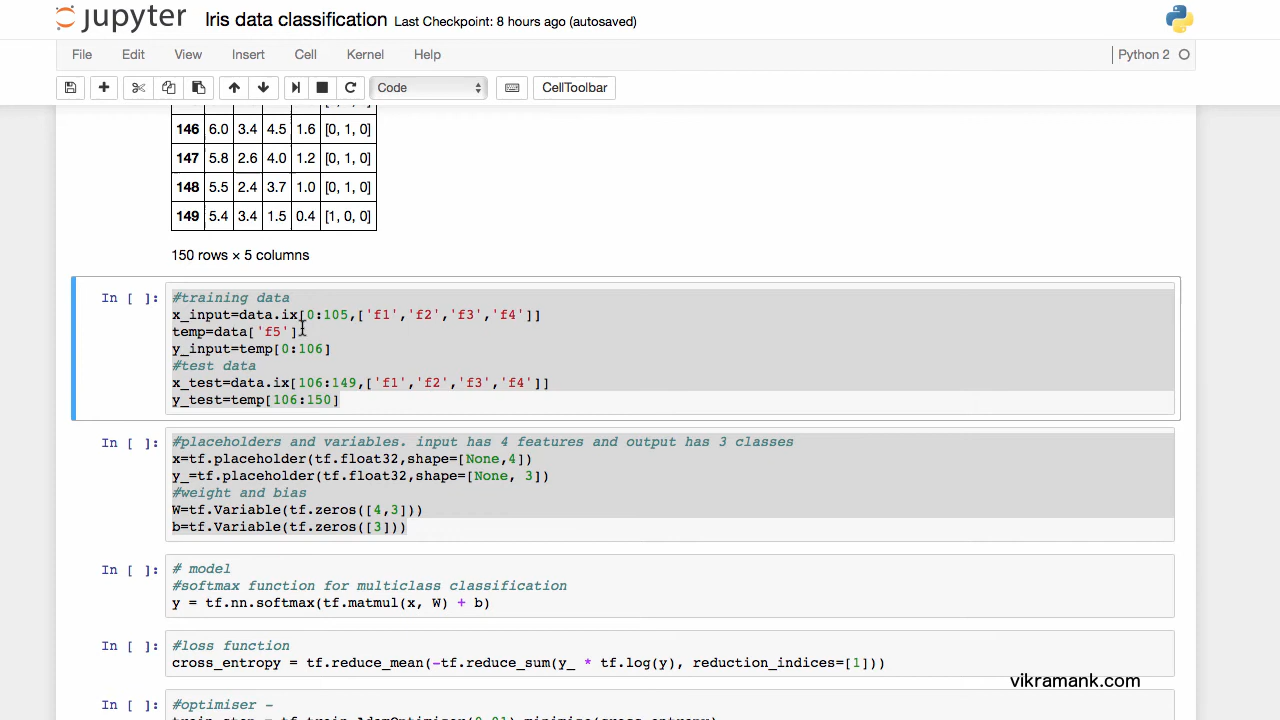 jupyter Iris data classification Last Checkpoint: 8 hours ago (autosaved)
File Edit View Insert Cell Kernel Help Python 2
Code CellToolbar
146 6.0 3.4 4.5 1.6 [0, 1, 0]
147 5.8 2.6 4.0 1.2 [0, 1, 0]
148 5.5 2.4 3.7 1.0 [0, 1, 0]
149 5.4 3.4 1.5 0.4 [1, 0, 0]
150 rows × 5 columns
In [ ]: #training data
x_input=data.ix[0:105,['f1','f2','f3','f4']]
temp=data['f5']
y_input=temp[0:106]
#test data
x_test=data.ix[106:149,['f1','f2','f3','f4']]
y_test=temp[106:150]
In [ ]: #placeholders and variables. input has 4 features and output has 3 classes
x=tf.placeholder(tf.float32,shape=[None,4])
y_=tf.placeholder(tf.float32,shape=[None, 3])
#weight and bias
W=tf.Variable(tf.zeros([4,3]))
b=tf.Variable(tf.zeros([3]))
In [ ]: # model
#softmax function for multiclass classification
y = tf.nn.softmax(tf.matmul(x, W) + b)
In [ ]: #loss function
cross_entropy = tf.reduce_mean(-tf.reduce_sum(y_ * tf.log(y), reduction_indices=[1]))
vikramank.com
In [ ]: #optimiser -